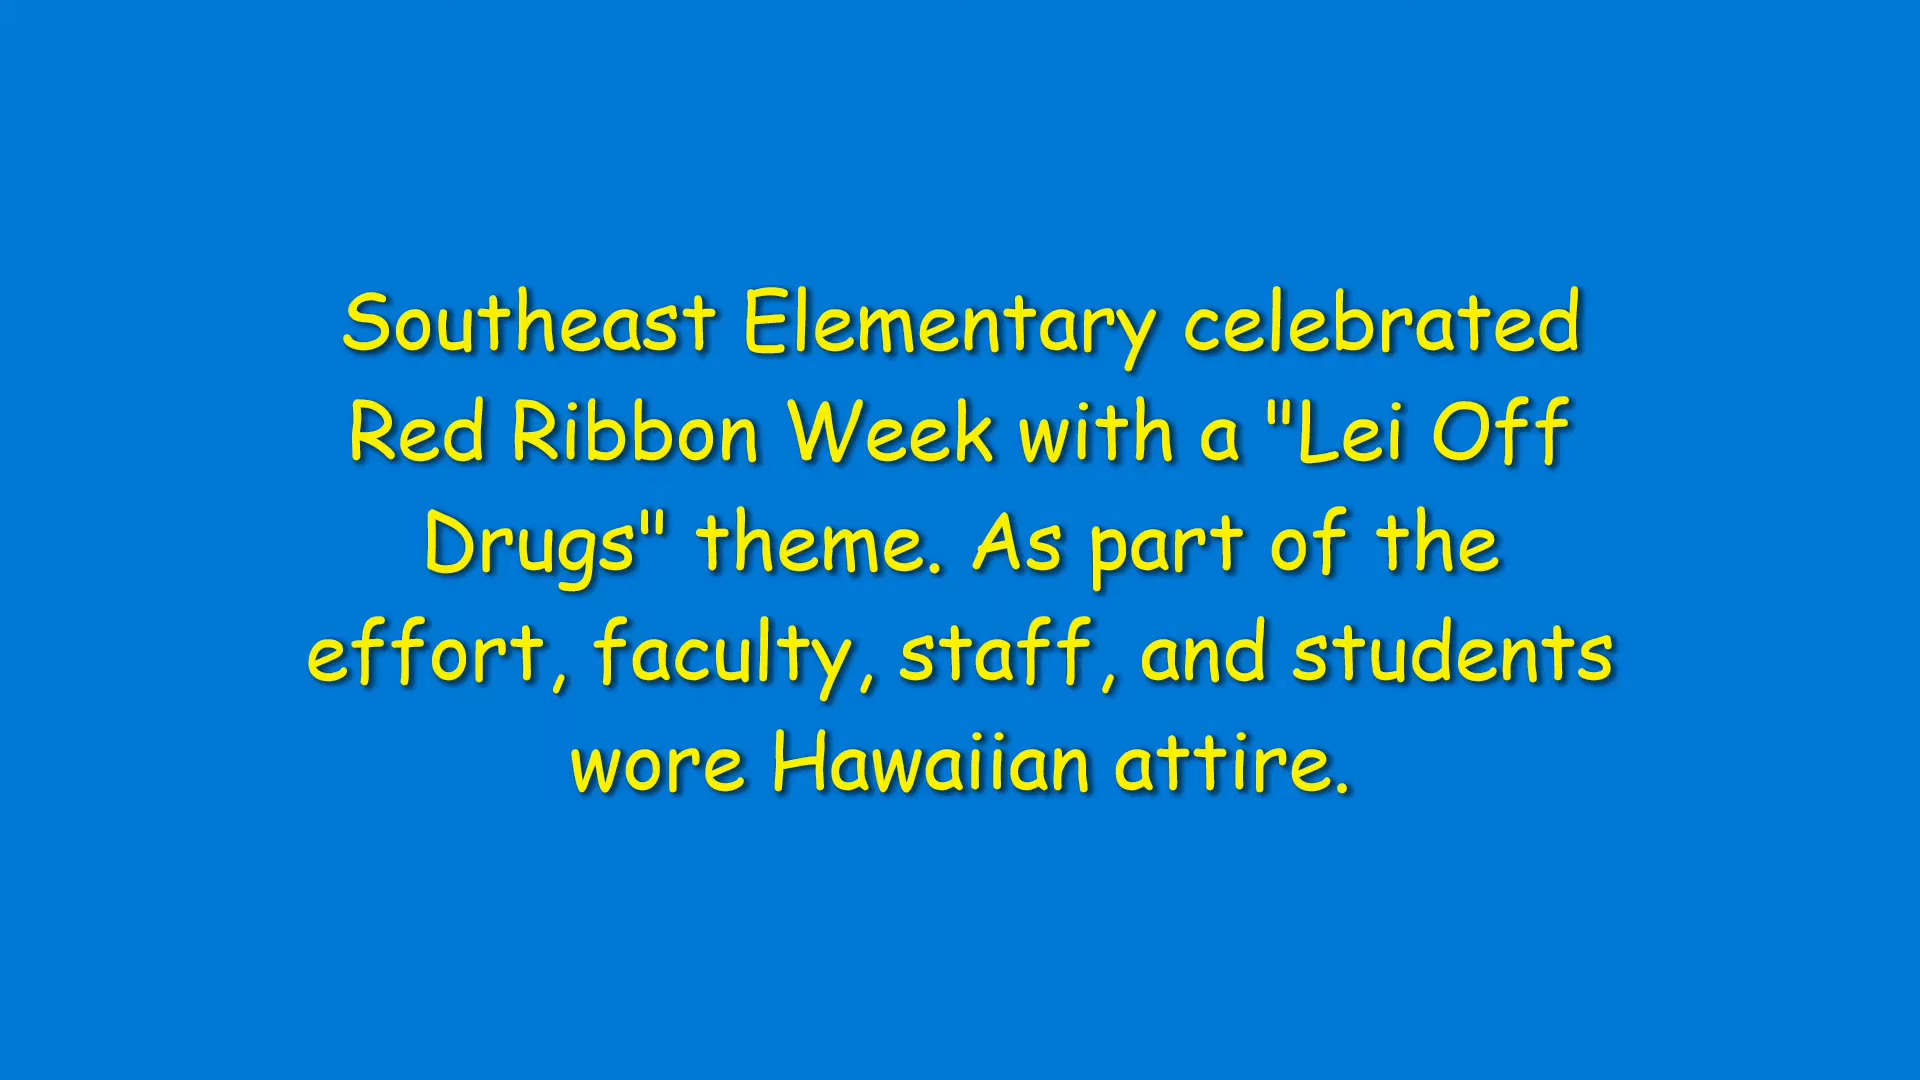 Southeast Elementary celebrated
Red Ribbon Week with a "Lei Off
Drugs" theme. As part of the
effort, faculty, staff, and students
wore Hawaiian attire.